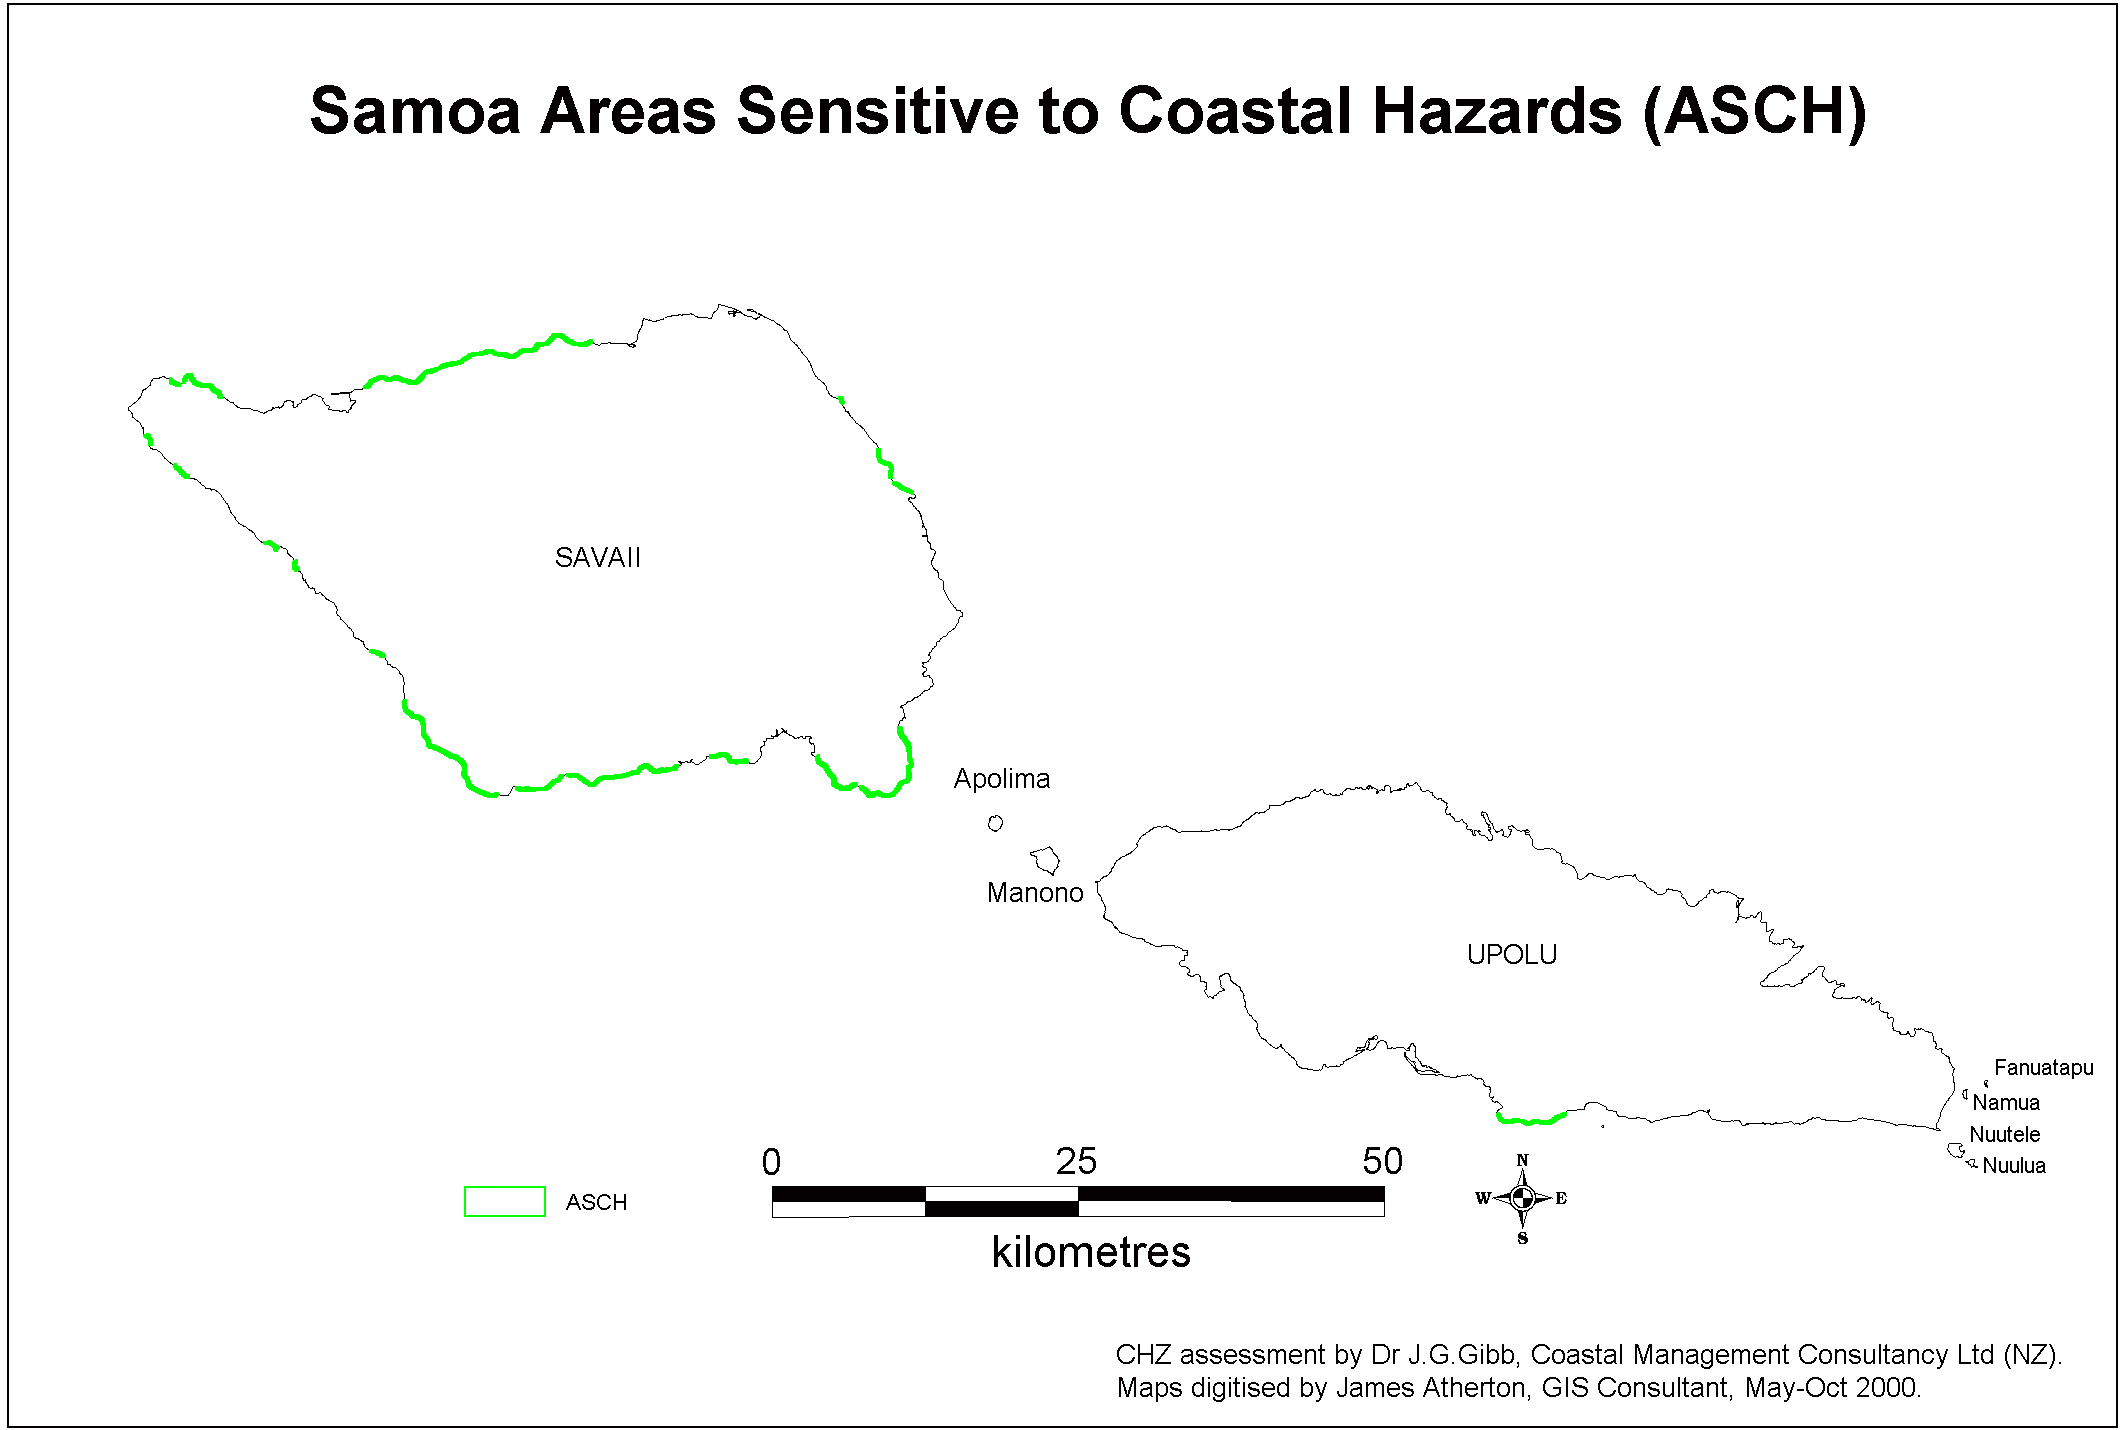 Samoa Areas Sensitive to Coastal Hazards (ASCH)
SAVAII
Apolima
Manono
UPOLU
Fanuatapu
Namua
Nuutele
Nuulua
0 25 50
kilometres
ASCH
N
W E
S
CHZ assessment by Dr J.G.Gibb, Coastal Management Consultancy Ltd (NZ).
Maps digitised by James Atherton, GIS Consultant, May-Oct 2000.